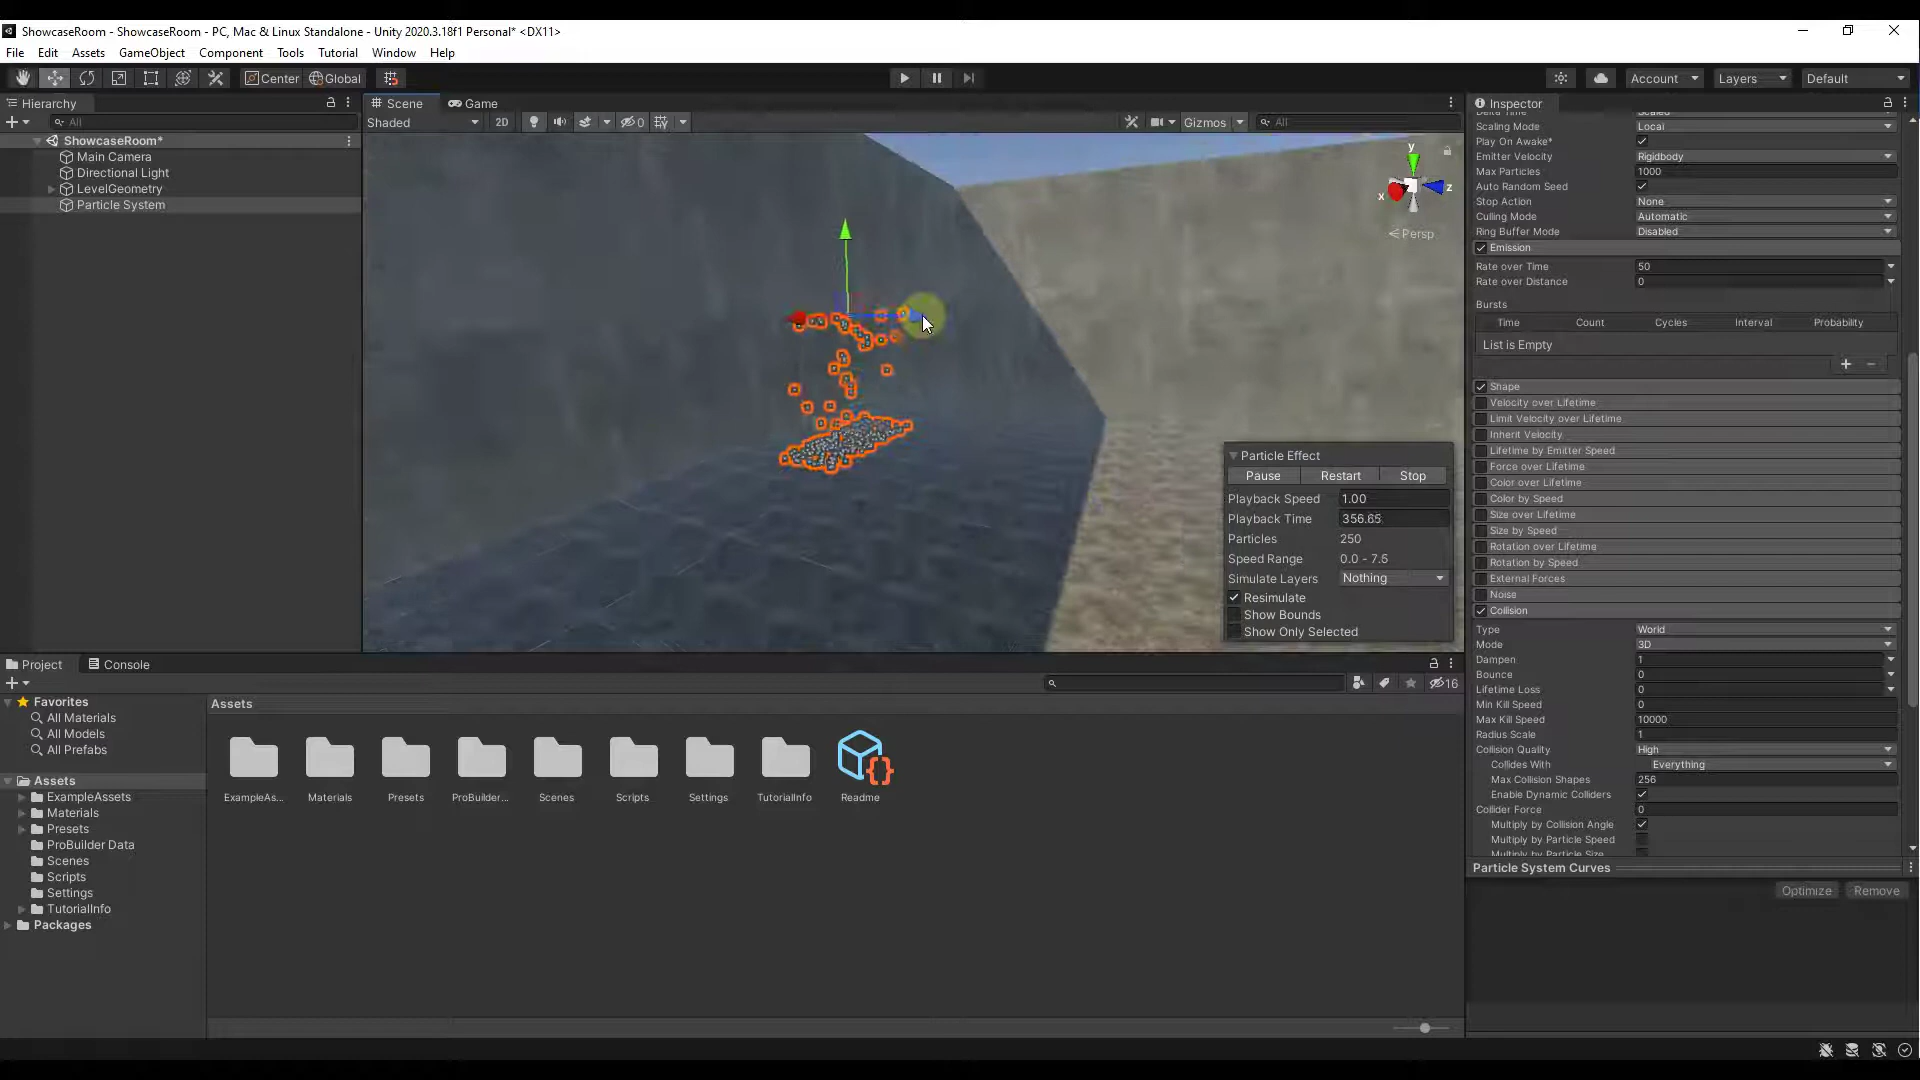 ShowcaseRoom - ShowcaseRoom - PC, Mac & Linux Standalone - Unity 2020.3.18f1 Personal* <DX11>
File Edit Assets GameObject Component Tools Tutorial Window Help
Center Global Account Layers Default
Hierarchy
All
ShowcaseRoom*
Main Camera
Directional Light
LevelGeometry
Particle System
Scene Game
Shaded 2D 0 Gizmos All
y
x
z
Persp
Particle Effect
Pause Restart Stop
Playback Speed 1.00
Playback Time 356.65
Particles 250
Speed Range 0.0 - 7.5
Simulate Layers Nothing
Resimulate
Show Bounds
Show Only Selected
Inspector
Delta Time Scaled
Scaling Mode Local
Play On Awake*
Emitter Velocity Rigidbody
Max Particles 1000
Auto Random Seed
Stop Action None
Culling Mode Automatic
Ring Buffer Mode Disabled
Emission
Rate over Time 50
Rate over Distance 0
Bursts
Time Count Cycles Interval Probability
List is Empty
Shape
Velocity over Lifetime
Limit Velocity over Lifetime
Inherit Velocity
Lifetime by Emitter Speed
Force over Lifetime
Color over Lifetime
Color by Speed
Size over Lifetime
Size by Speed
Rotation over Lifetime
Rotation by Speed
External Forces
Noise
Collision
Type World
Mode 3D
Dampen 1
Bounce 0
Lifetime Loss 0
Min Kill Speed 0
Max Kill Speed 10000
Radius Scale 1
Collision Quality High
Collides With Everything
Max Collision Shapes 256
Enable Dynamic Colliders
Collider Force 0
Multiply by Collision Angle
Multiply by Particle Speed
Multiply by Particle Size
Particle System Curves
Optimize Remove
Project Console
16
Favorites
All Materials
All Models
All Prefabs
Assets
ExampleAssets
Materials
Presets
ProBuilder Data
Scenes
Scripts
Settings
TutorialInfo
Packages
Assets
ExampleAs... Materials Presets ProBuilder... Scenes Scripts Settings TutorialInfo Readme